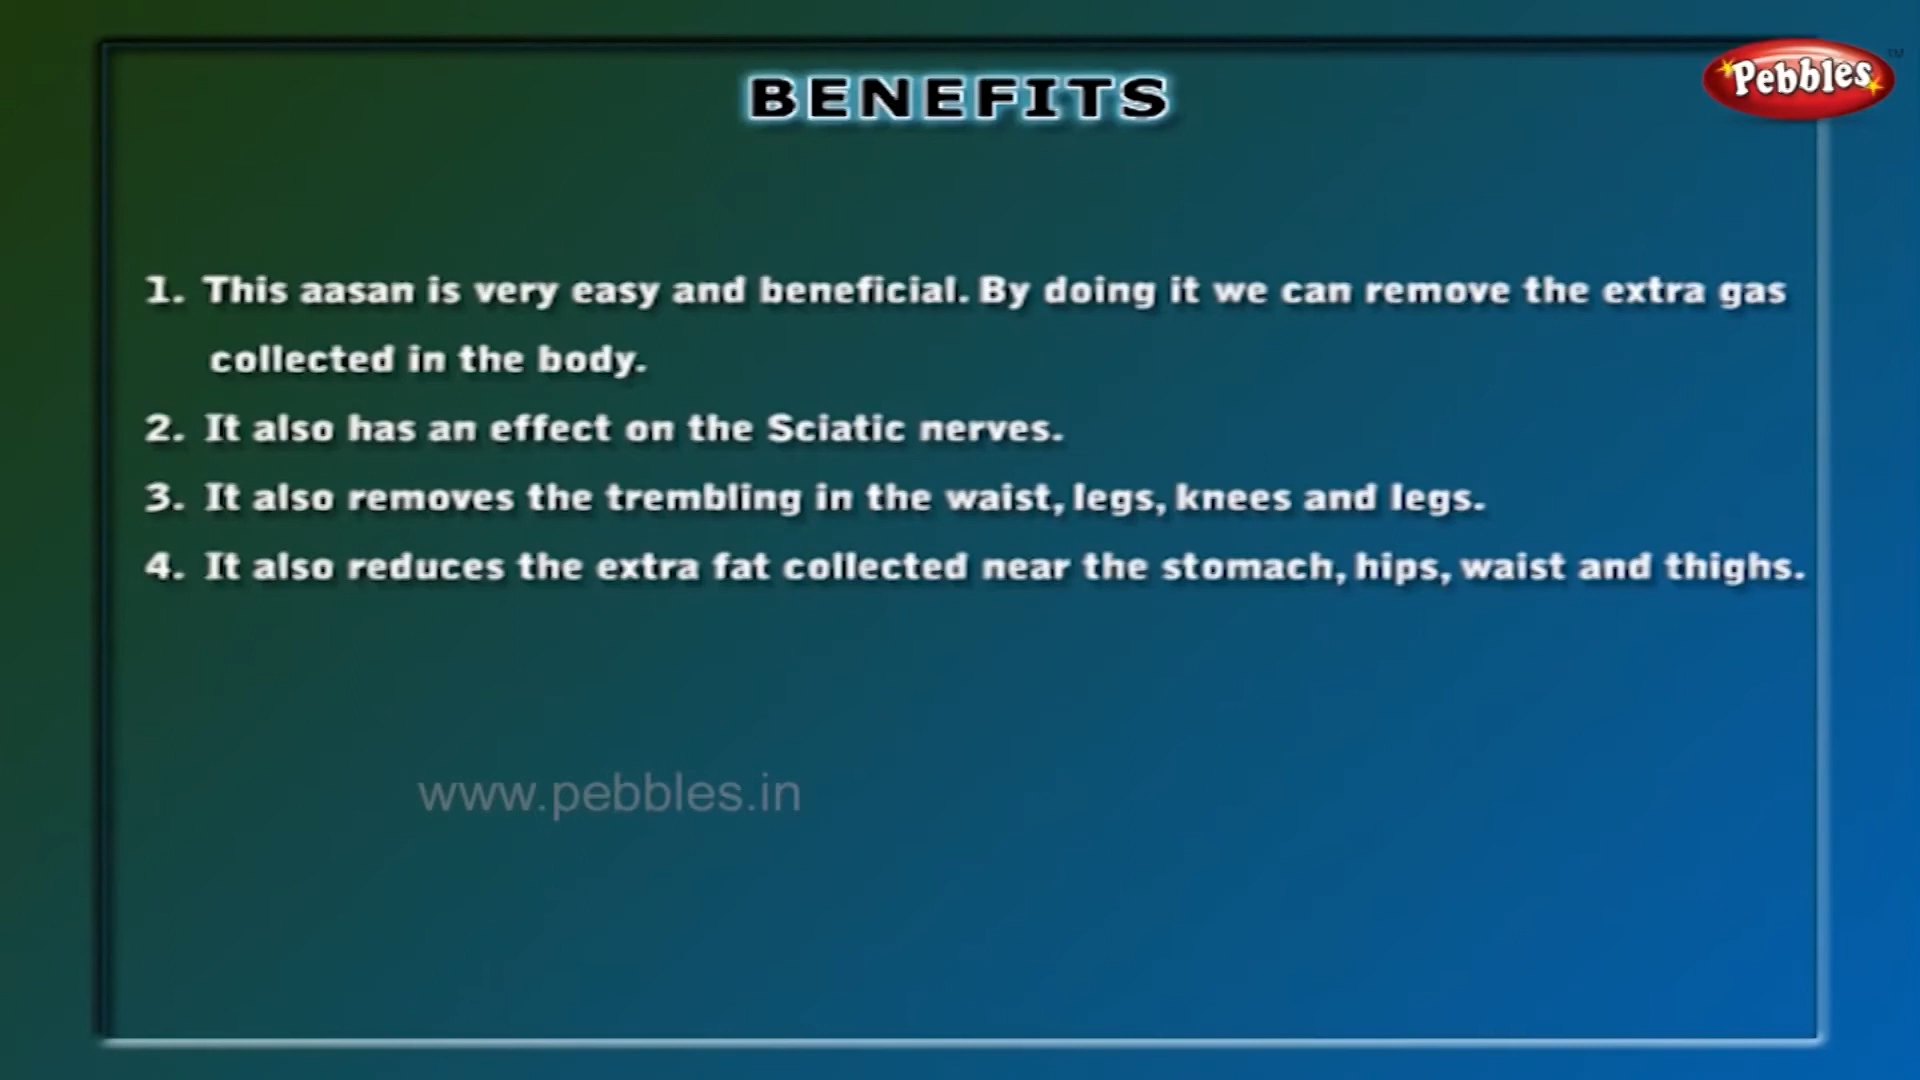 BENEFITS
Pebbles™
1. This aasan is very easy and beneficial. By doing it we can remove the extra gas
collected in the body.
2. It also has an effect on the Sciatic nerves.
3. It also removes the trembling in the waist, legs, knees and legs.
4. It also reduces the extra fat collected near the stomach, hips, waist and thighs.
www.pebbles.in